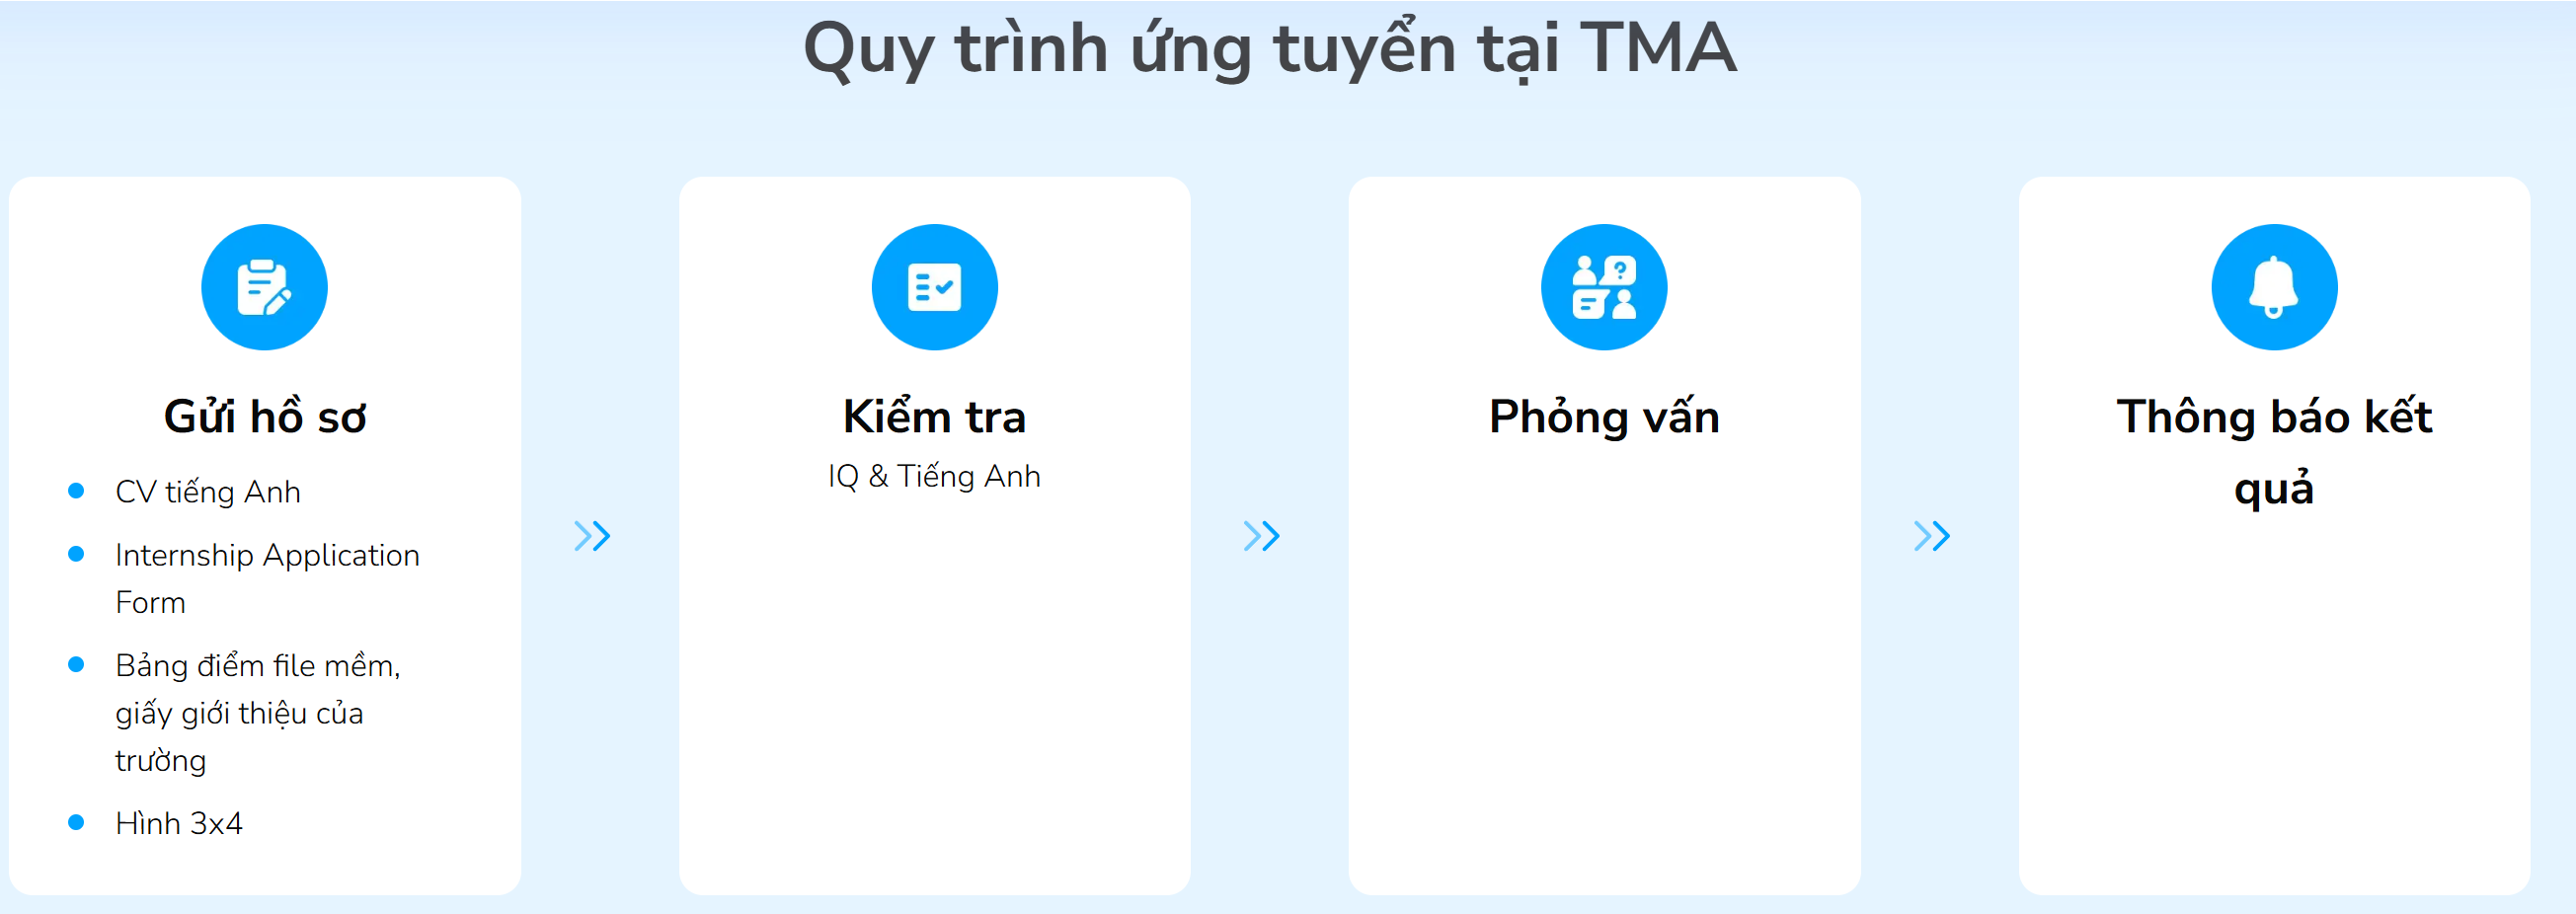 Quy trình ứng tuyển tại TMA
Gửi hồ sơ
CV tiếng Anh
Internship Application
Form
Bảng điểm file mềm,
giấy giới thiệu của
trường
Hình 3x4
Kiểm tra
IQ & Tiếng Anh
Phỏng vấn
Thông báo kết
quả